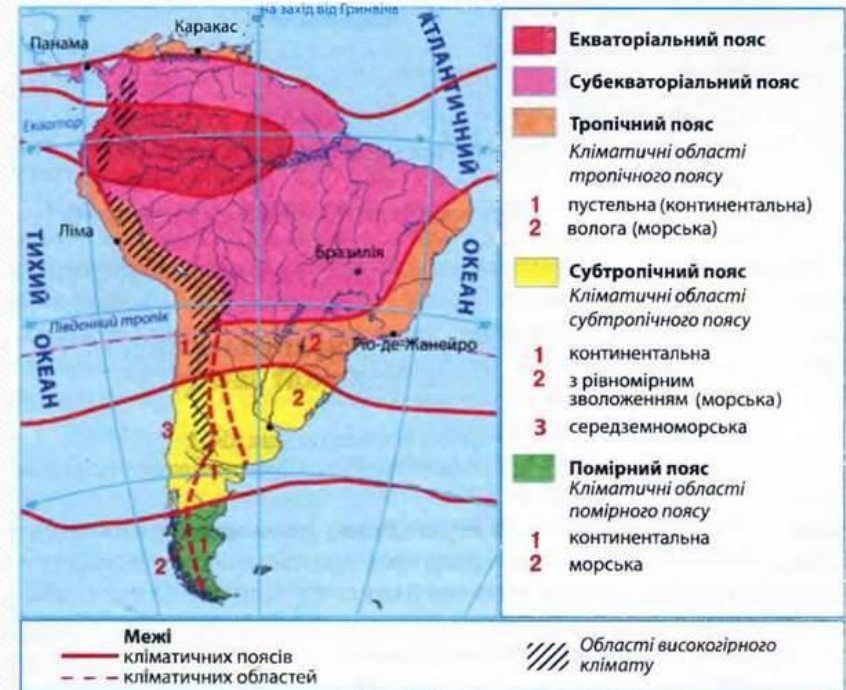 на захід від Гринвіча
Каракас
Панама
АТЛАНТИЧНИЙ
Екватор
Ліма
Бразилія
ТИХИЙ
ОКЕАН
ОКЕАН
Південний тропік
Парана
Ріо-де-Жанейро
1
2
2
3
1
2
Екваторіальний пояс
Субекваторіальний пояс
Тропічний пояс
Кліматичні області
тропічного поясу
1 пустельна (континентальна)
2 волога (морська)
Субтропічний пояс
Кліматичні області
субтропічного поясу
1 континентальна
2 з рівномірним
зволоженням (морська)
3 середземноморська
Помірний пояс
Кліматичні області
помірного поясу
1 континентальна
2 морська
Межі
кліматичних поясів
кліматичних областей
Області високогірного
клімату